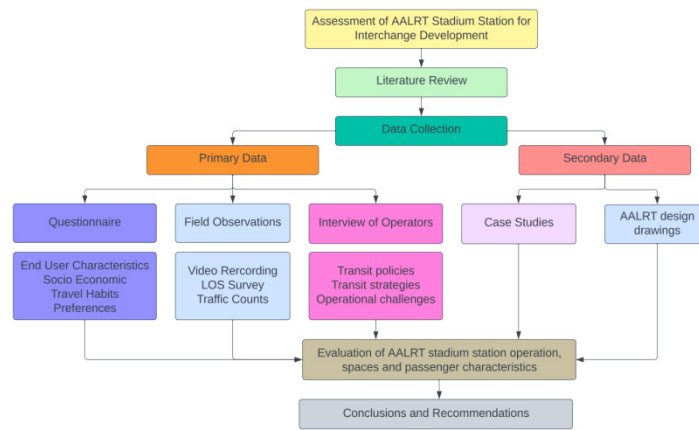 Assessment of AALRT Stadium Station for
Interchange Development
Literature Review
Data Collection
Primary Data
Secondary Data
Questionnaire
Field Observations
Interview of Operators
Case Studies
AALRT design
drawings
End User Characteristics
Socio Economic
Travel Habits
Preferences
Video Rercording
LOS Survey
Traffic Counts
Transit policies
Transit strategies
Operational challenges
Evaluation of AALRT stadium station operation,
spaces and passenger characteristics
Conclusions and Recommendations